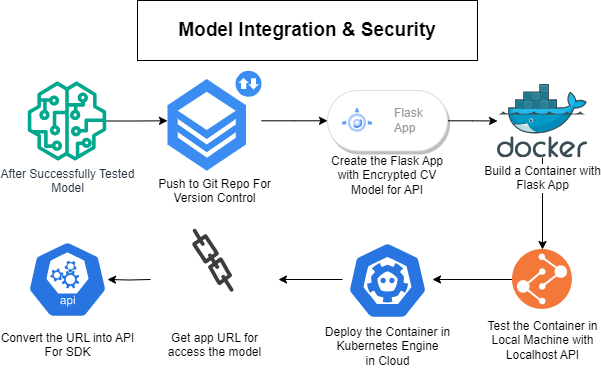 Model Integration & Security
After Successfully Tested
Model
Push to Git Repo For
Version Control
Flask
App
Create the Flask App
with Encrypted CV
Model for API
docker
Build a Container with
Flask App
api
Convert the URL into API
For SDK
Get app URL for
access the model
Deploy the Container in
Kubernetes Engine
in Cloud
Test the Container in
Local Machine with
Localhost API